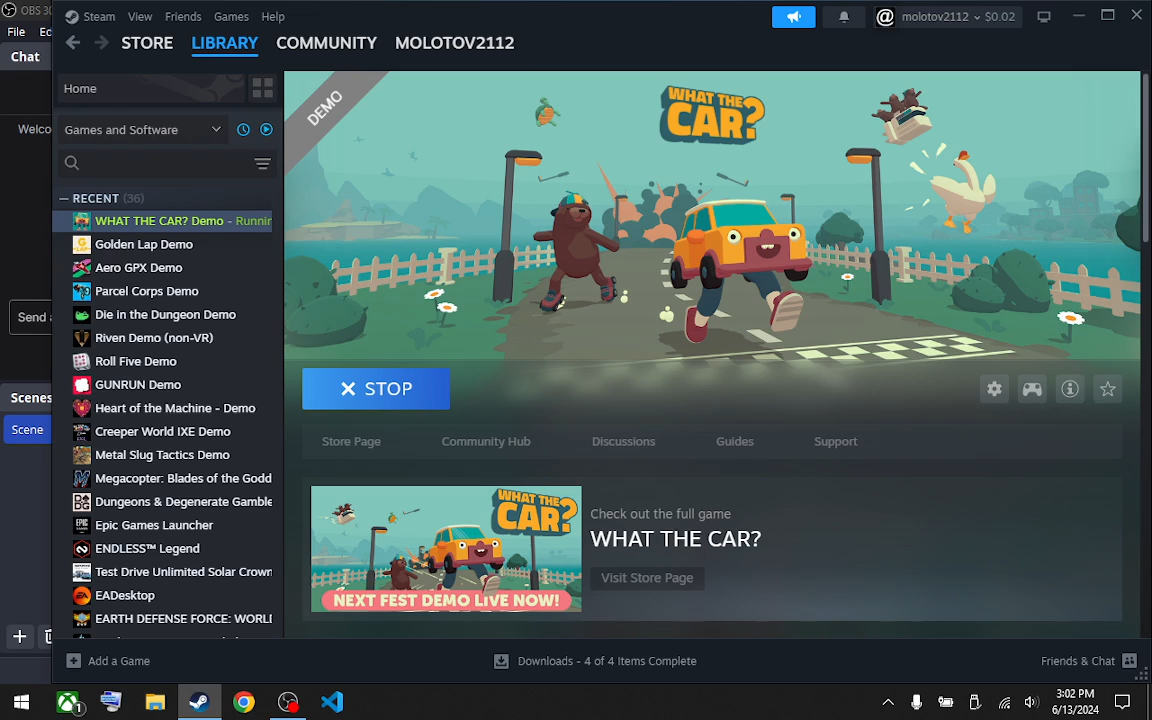 OBS 30
Steam View Friends Games Help
@ molotov2112 $0.02
File Ed
STORE LIBRARY COMMUNITY MOLOTOV2112
Chat
Home
DEMO
WHAT THE CAR?
Games and Software
Welco
RECENT (36)
WHAT THE CAR? Demo - Runnin
Golden Lap Demo
Aero GPX Demo
Parcel Corps Demo
Die in the Dungeon Demo
Send a
Riven Demo (non-VR)
Roll Five Demo
GUNRUN Demo
STOP
Scenes
Heart of the Machine - Demo
Scene
Creeper World IXE Demo
Store Page Community Hub Discussions Guides Support
Metal Slug Tactics Demo
Megacopter: Blades of the Godd
Dungeons & Degenerate Gamble
WHAT THE CAR?
Check out the full game
Epic Games Launcher
WHAT THE CAR?
ENDLESS™ Legend
Test Drive Unlimited Solar Crown
Visit Store Page
EADesktop
NEXT FEST DEMO LIVE NOW!
EARTH DEFENSE FORCE: WORL
Add a Game
Downloads - 4 of 4 Items Complete
Friends & Chat
1
3:02 PM
6/13/2024